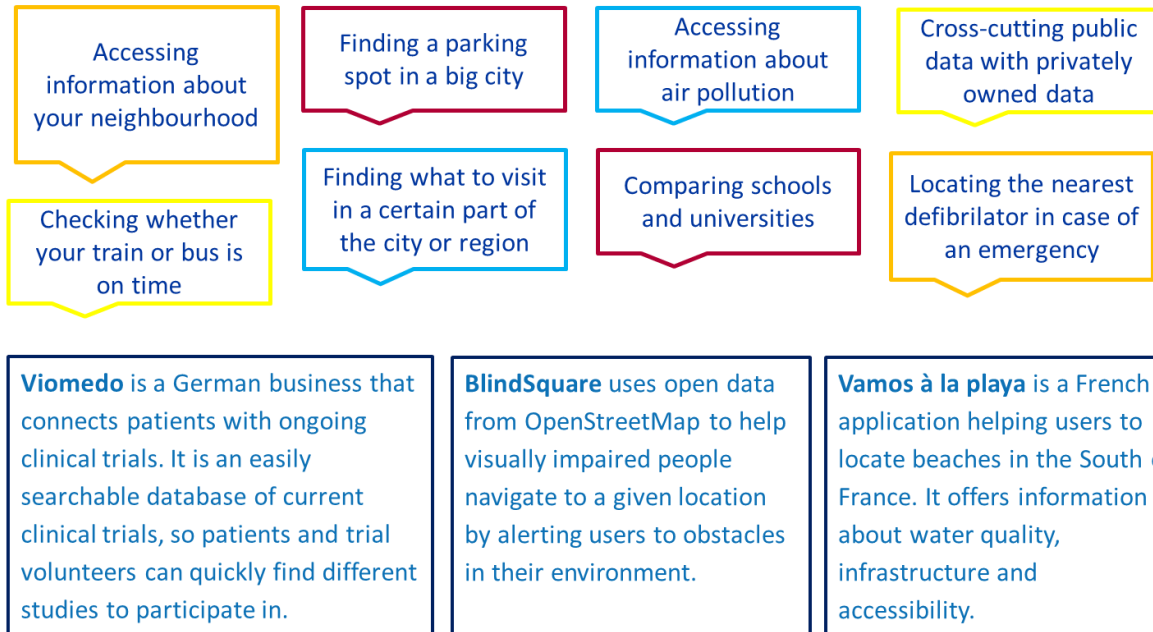 Accessing
information about
your neighbourhood
Finding a parking
spot in a big city
Accessing
information about
air pollution
Cross-cutting public
data with privately
owned data
Checking whether
your train or bus is
on time
Finding what to visit
in a certain part of
the city or region
Comparing schools
and universities
Locating the nearest
defibrilator in case of
an emergency
Viomedo is a German business that
connects patients with ongoing
clinical trials. It is an easily
searchable database of current
clinical trials, so patients and trial
volunteers can quickly find different
studies to participate in.
BlindSquare uses open data
from OpenStreetMap to help
visually impaired people
navigate to a given location
by alerting users to obstacles
in their environment.
Vamos à la playa is a French
application helping users to
locate beaches in the South
France. It offers information
about water quality,
infrastructure and
accessibility.